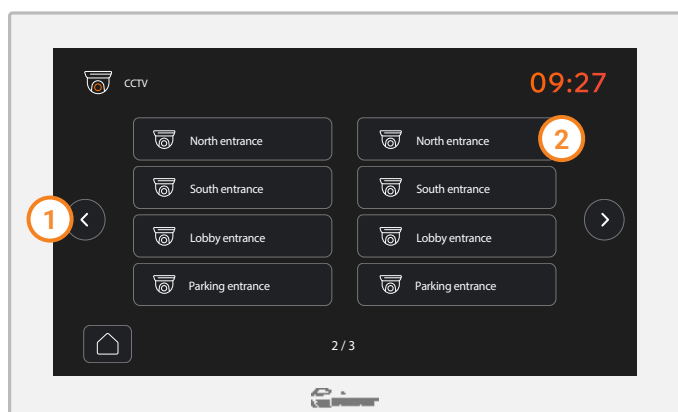 CCTV
09:27
North entrance
North entrance
2
South entrance
South entrance
1
Lobby entrance
Lobby entrance
Parking entrance
Parking entrance
2 / 3